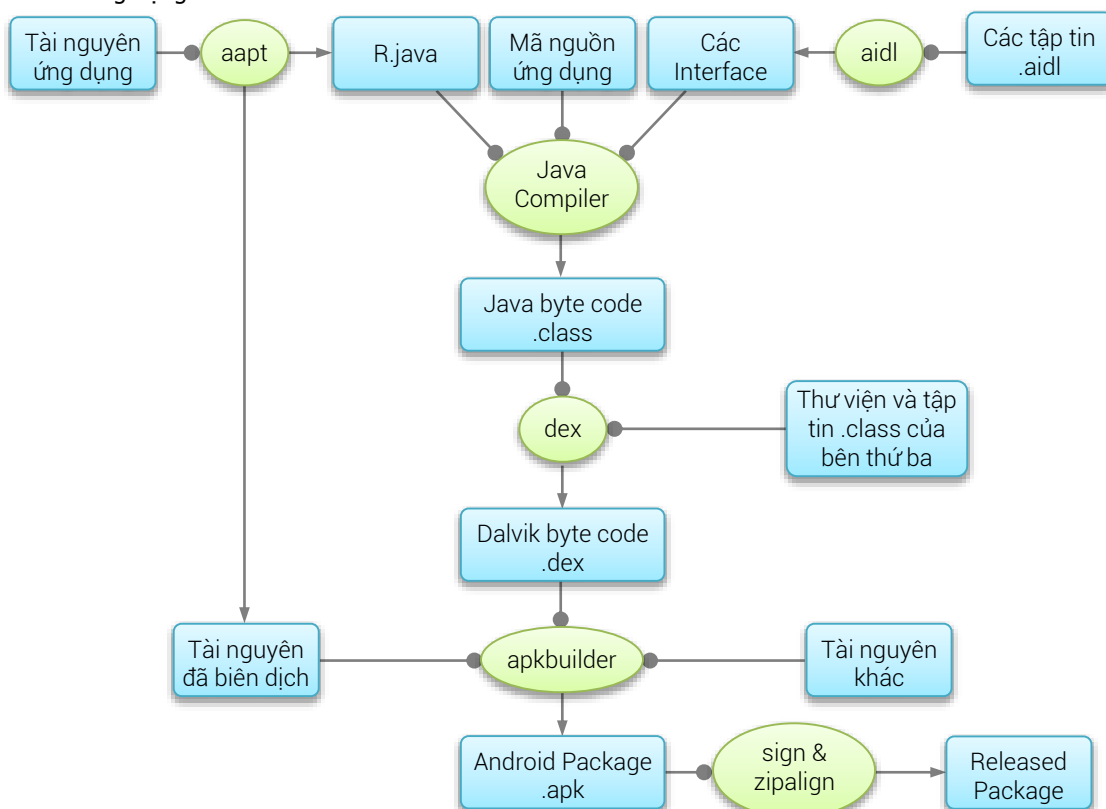 Tài nguyên
ứng dụng
aapt
R.java
Mã nguồn
ứng dụng
Các
Interface
aidl
Các tập tin
.aidl
Java
Compiler
Java byte code
.class
dex
Thư viện và tập
tin .class của
bên thứ ba
Dalvik byte code
.dex
Tài nguyên
đã biên dịch
apkbuilder
Tài nguyên
khác
Android Package
.apk
sign &
zipalign
Released
Package